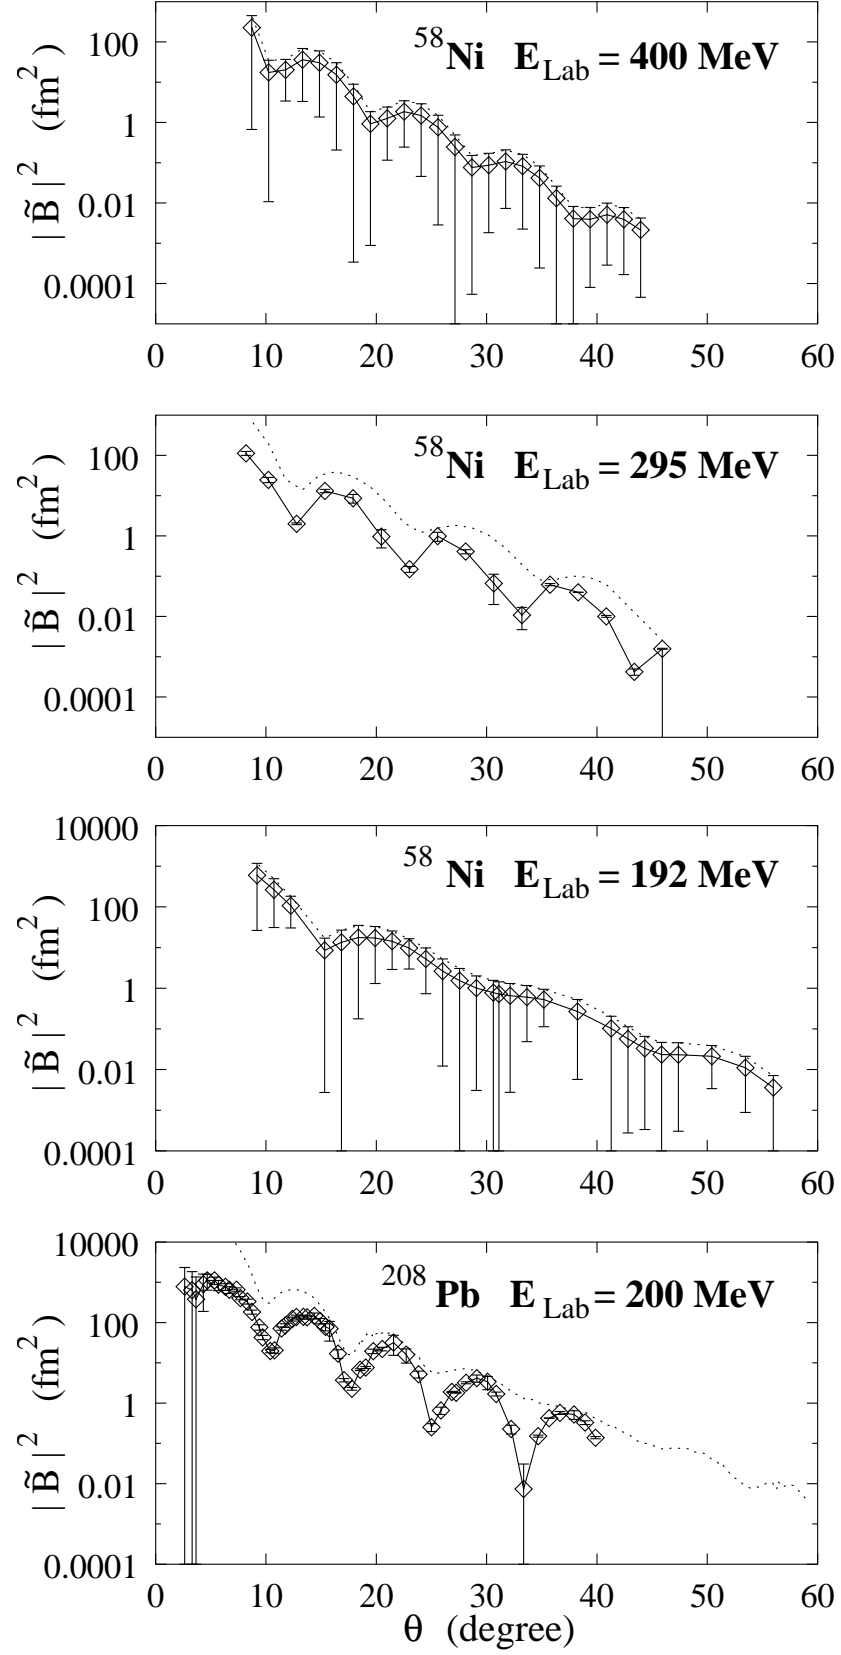 ⁵⁸Ni E_Lab = 400 MeV
|B̃|² (fm²)
100
1
0.01
0.0001
0 10 20 30 40 50 60
⁵⁸Ni E_Lab = 295 MeV
|B̃|² (fm²)
100
1
0.01
0.0001
0 10 20 30 40 50 60
⁵⁸Ni E_Lab = 192 MeV
|B̃|² (fm²)
10000
100
1
0.01
0.0001
0 10 20 30 40 50 60
²⁰⁸Pb E_Lab = 200 MeV
|B̃|² (fm²)
10000
100
1
0.01
0.0001
0 10 20 30 40 50 60
θ (degree)